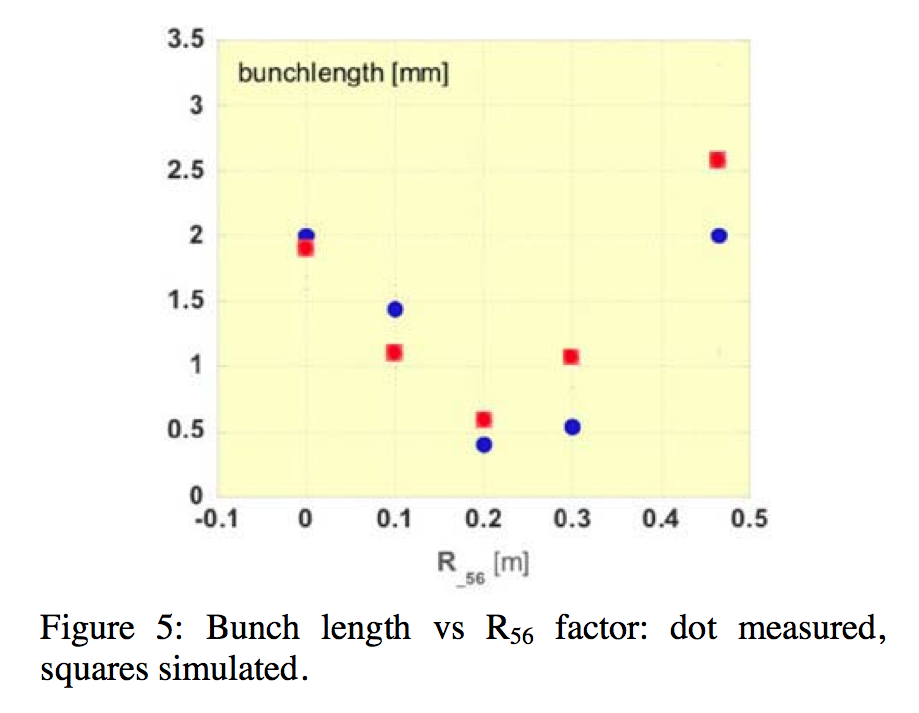 3.5
bunchlength [mm]
3
2.5
2
1.5
1
0.5
0
-0.1 0 0.1 0.2 0.3 0.4 0.5
R_56 [m]
Figure 5: Bunch length vs R56 factor: dot measured,
squares simulated.